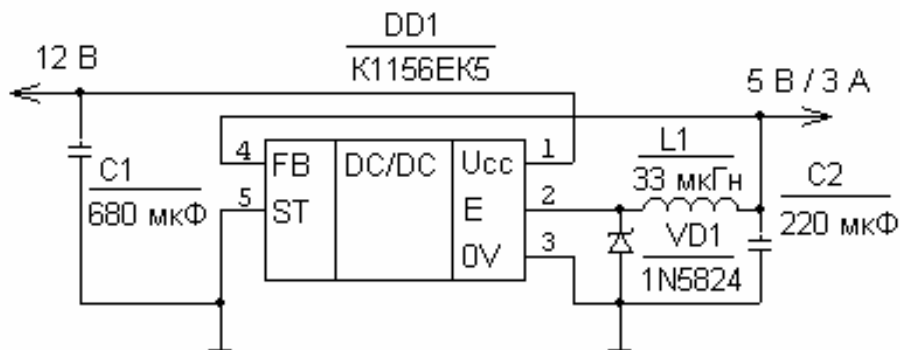 DD1
К1156ЕК5
12 В
5 В / 3 А
4 FB DC/DC Ucc 1
5 ST E 2
0V 3
C1
680 мкФ
L1
33 мкГн
VD1
1N5824
C2
220 мкФ